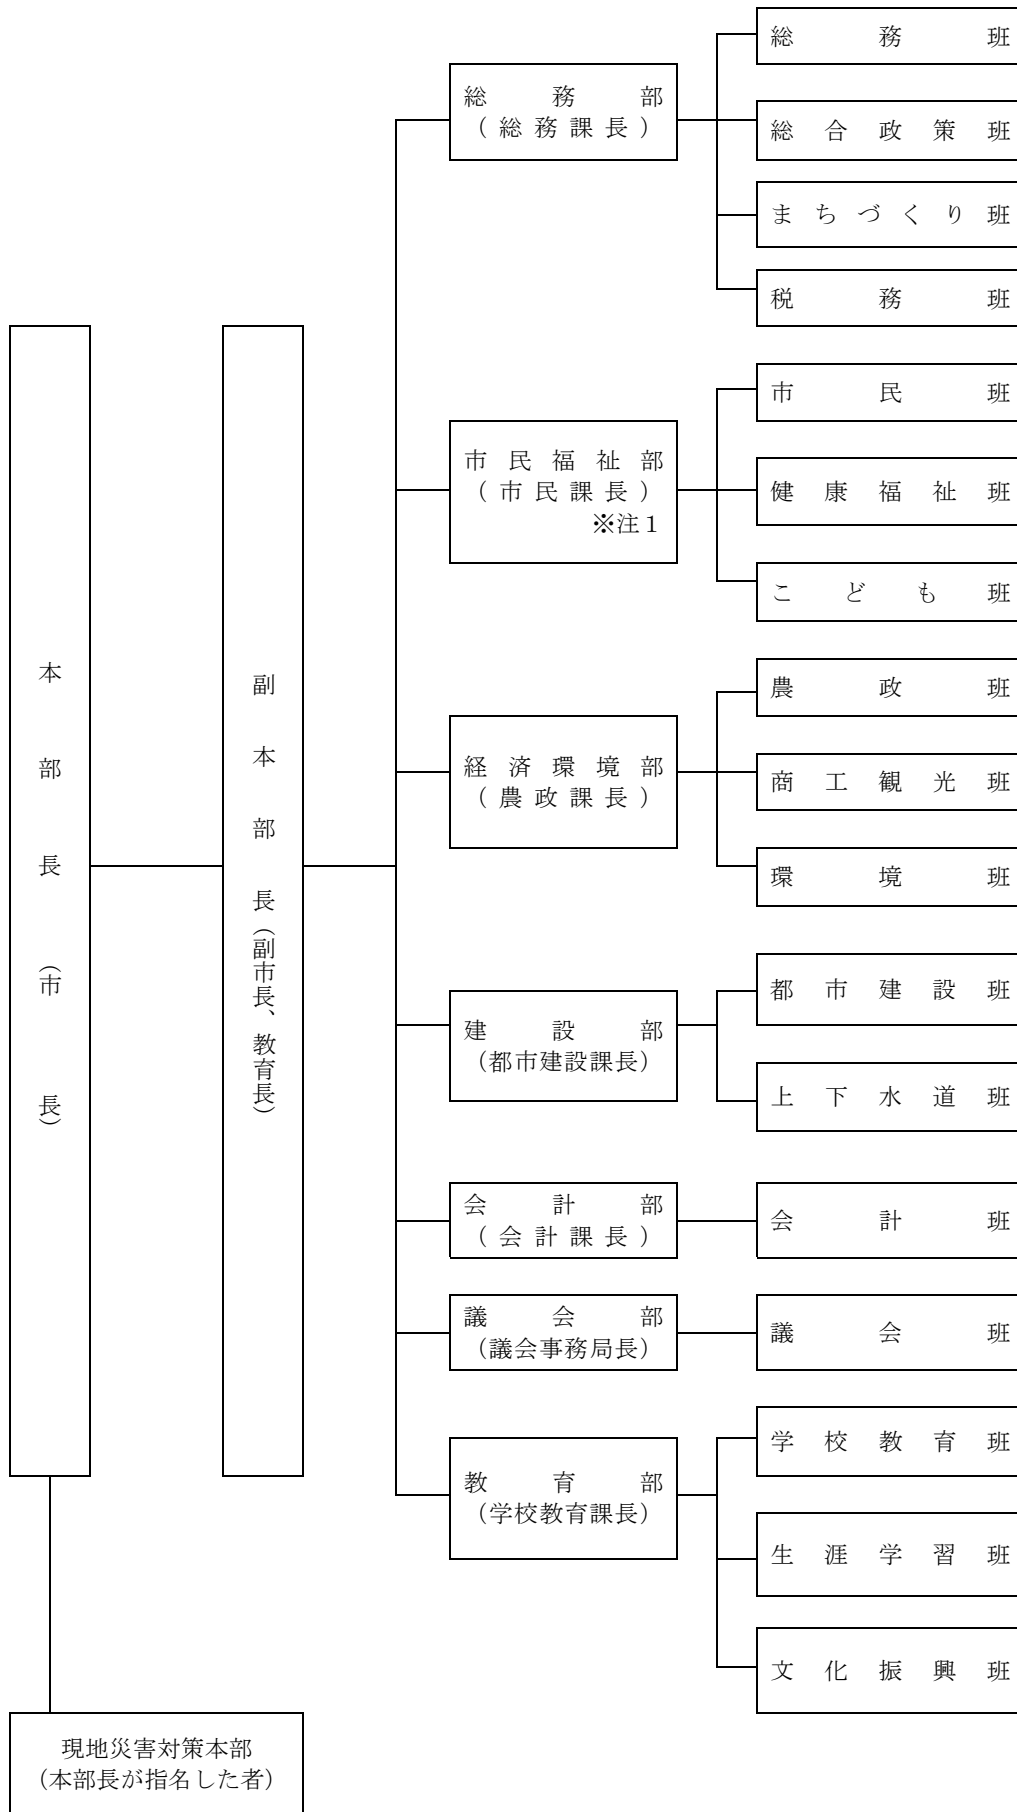 本部長（市長）
副本部長（副市長、教育長）
総務部
（総務課長）
総務班
総合政策班
まちづくり班
税務班
市民福祉部
（市民課長）
※注１
市民班
健康福祉班
こども班
経済環境部
（農政課長）
農政班
商工観光班
環境班
建設部
（都市建設課長）
都市建設班
上下水道班
会計部
（会計課長）
会計班
議会部
（議会事務局長）
議会班
教育部
（学校教育課長）
学校教育班
生涯学習班
文化振興班
現地災害対策本部
（本部長が指名した者）